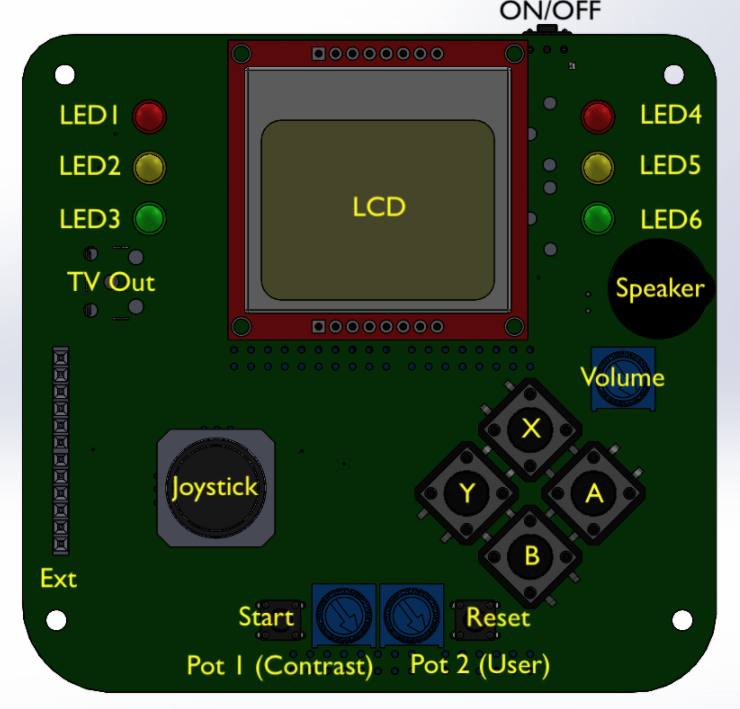 ON/OFF
LED1
LED4
LED2
LED5
LCD
LED3
LED6
TV Out
Speaker
Volume
X
Joystick
Y
A
B
Ext
Start
Reset
Pot 1 (Contrast)
Pot 2 (User)